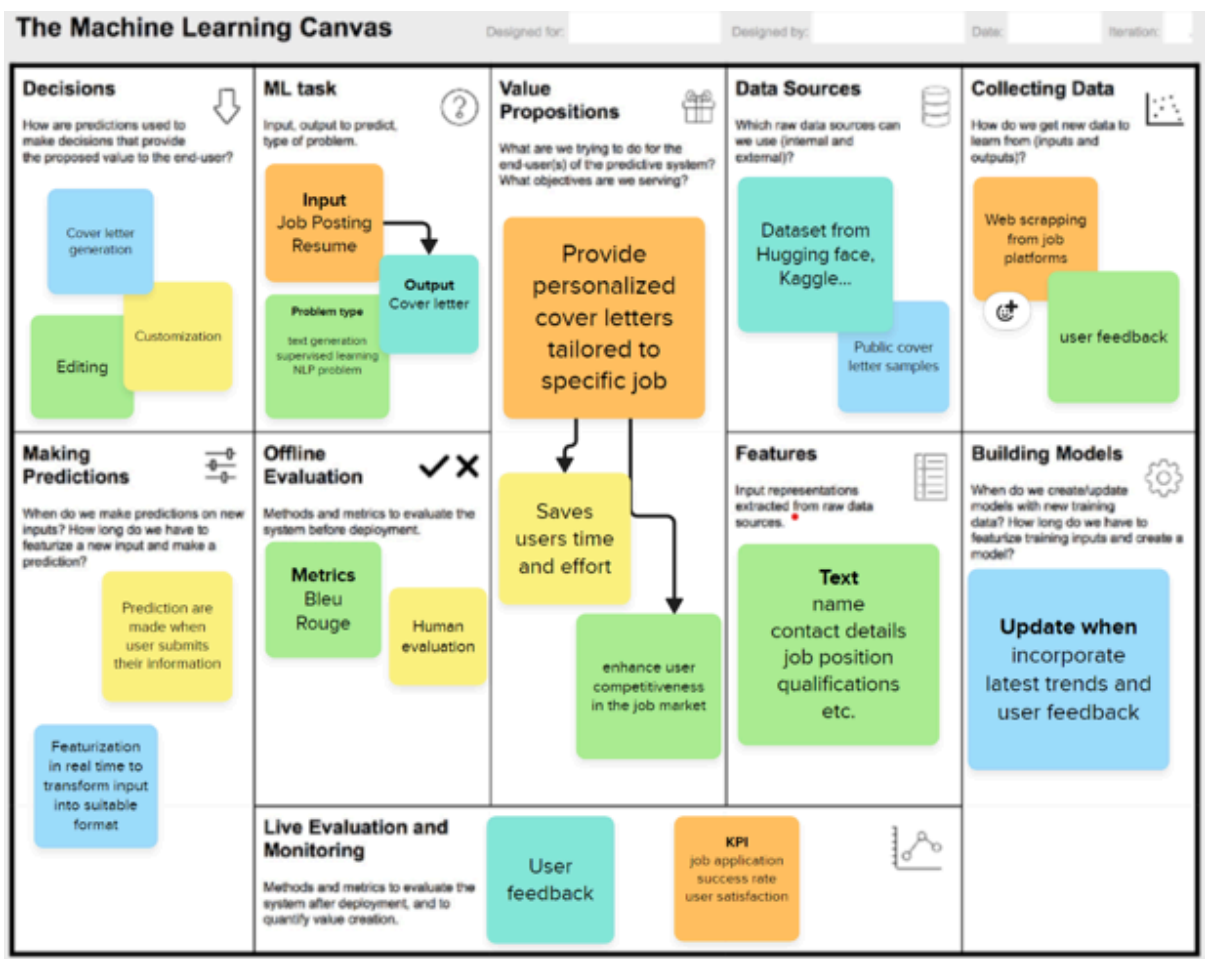 The Machine Learning Canvas
Designed for:
Designed by:
Date:
Iteration:
Decisions
How are predictions used to
make decisions that provide
the proposed value to the end-user?
Cover letter
generation
Customization
Editing
ML task
Input, output to predict,
type of problem.
Input
Job Posting
Resume
Output
Cover letter
Problem type
text generation
supervised learning
NLP problem
Value
Propositions
What are we trying to do for the
end-user(s) of the predictive system?
What objectives are we serving?
Provide
personalized
cover letters
tailored to
specific job
Saves
users time
and effort
enhance user
competitiveness
in the job market
Data Sources
Which raw data sources can
we use (internal and
external)?
Dataset from
Hugging face,
Kaggle...
Public cover
letter samples
Collecting Data
How do we get new data to
learn from (inputs and
outputs)?
Web scrapping
from job
platforms
user feedback
Making
Predictions
When do we make predictions on new
inputs? How long do we have to
featurize a new input and make a
prediction?
Prediction are
made when
user submits
their information
Featurization
in real time to
transform input
into suitable
format
Offline
Evaluation
Methods and metrics to evaluate the
system before deployment.
Metrics
Bleu
Rouge
Human
evaluation
Features
Input representations
extracted from raw data
sources.
Text
name
contact details
job position
qualifications
etc.
Building Models
When do we create/update
models with new training
data? How long do we have to
featurize training inputs and create a
model?
Update when
incorporate
latest trends and
user feedback
Live Evaluation and
Monitoring
Methods and metrics to evaluate the
system after deployment, and to
quantify value creation.
User
feedback
KPI
job application
success rate
user satisfaction